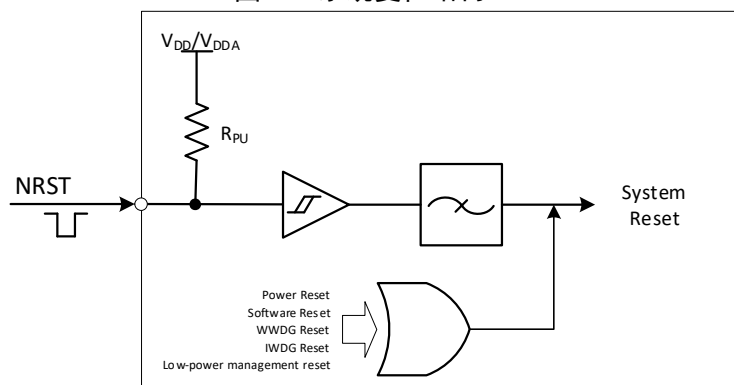 V_DD/V_DDA
R_PU
NRST
System
Reset
Power Reset
Software Reset
WWDG Reset
IWDG Reset
Low-power management reset